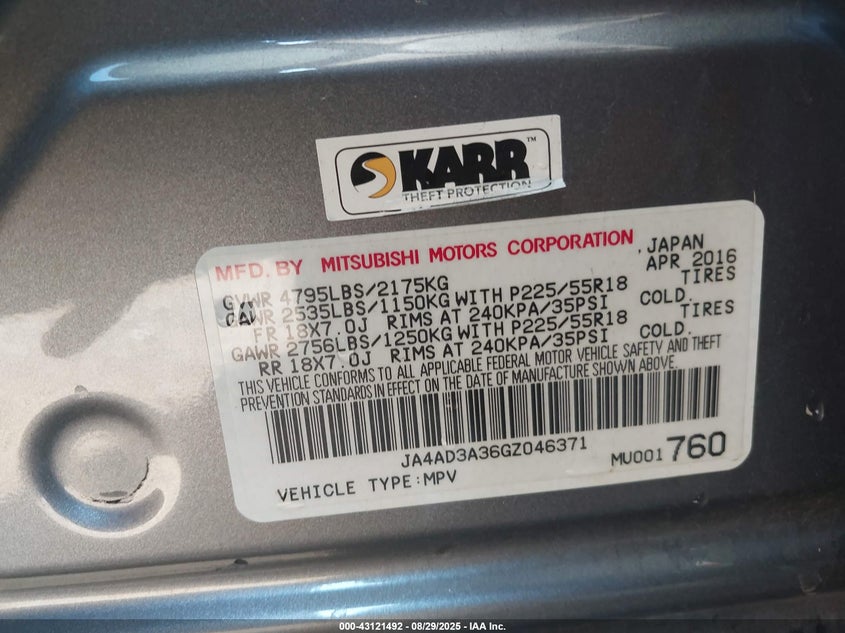 KARR™
THEFT PROTECTION
MFD. BY MITSUBISHI MOTORS CORPORATION, JAPAN
GVWR 4795LBS/2175KG APR 2016
GAWR 2535LBS/1150KG WITH P225/55R18 TIRES
FR 18X7.0J RIMS AT 240KPA/35PSI COLD.
GAWR 2756LBS/1250KG WITH P225/55R18 TIRES
RR 18X7.0J RIMS AT 240KPA/35PSI COLD.
THIS VEHICLE CONFORMS TO ALL APPLICABLE FEDERAL MOTOR VEHICLE SAFETY AND THEFT
PREVENTION STANDARDS IN EFFECT ON THE DATE OF MANUFACTURE SHOWN ABOVE.
JA4AD3A36GZ046371
MU001760
VEHICLE TYPE:MPV
000-43121492 - 08/29/2025 - IAA Inc.